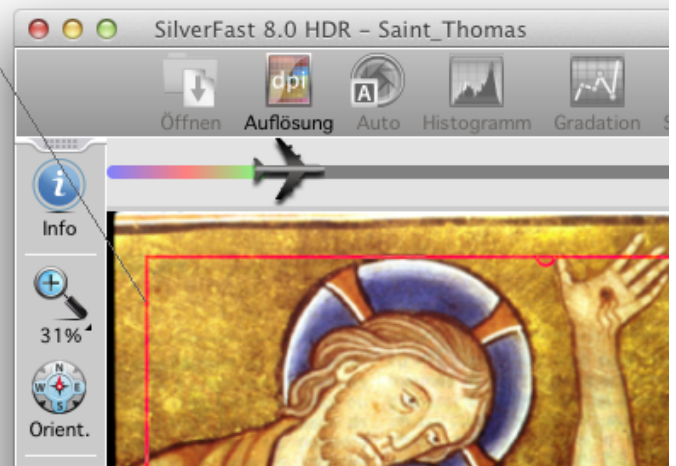 SilverFast 8.0 HDR – Saint_Thomas
dpi
A
Öffnen Auflösung Auto Histogramm Gradation
i
Info
31%
N
W E
S
Orient.